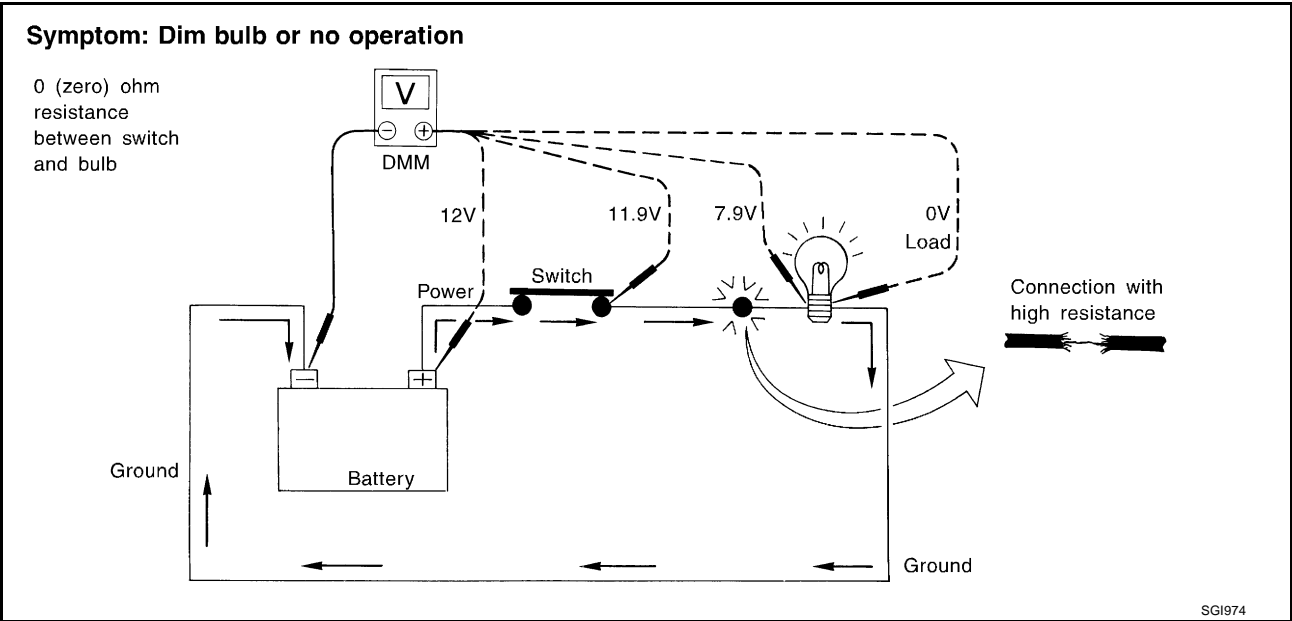 Symptom: Dim bulb or no operation
0 (zero) ohm
resistance
between switch
and bulb
V
− +
DMM
12V
11.9V
7.9V
0V
Load
Switch
Power
Connection with
high resistance
− +
Battery
Ground
Ground
SGI974